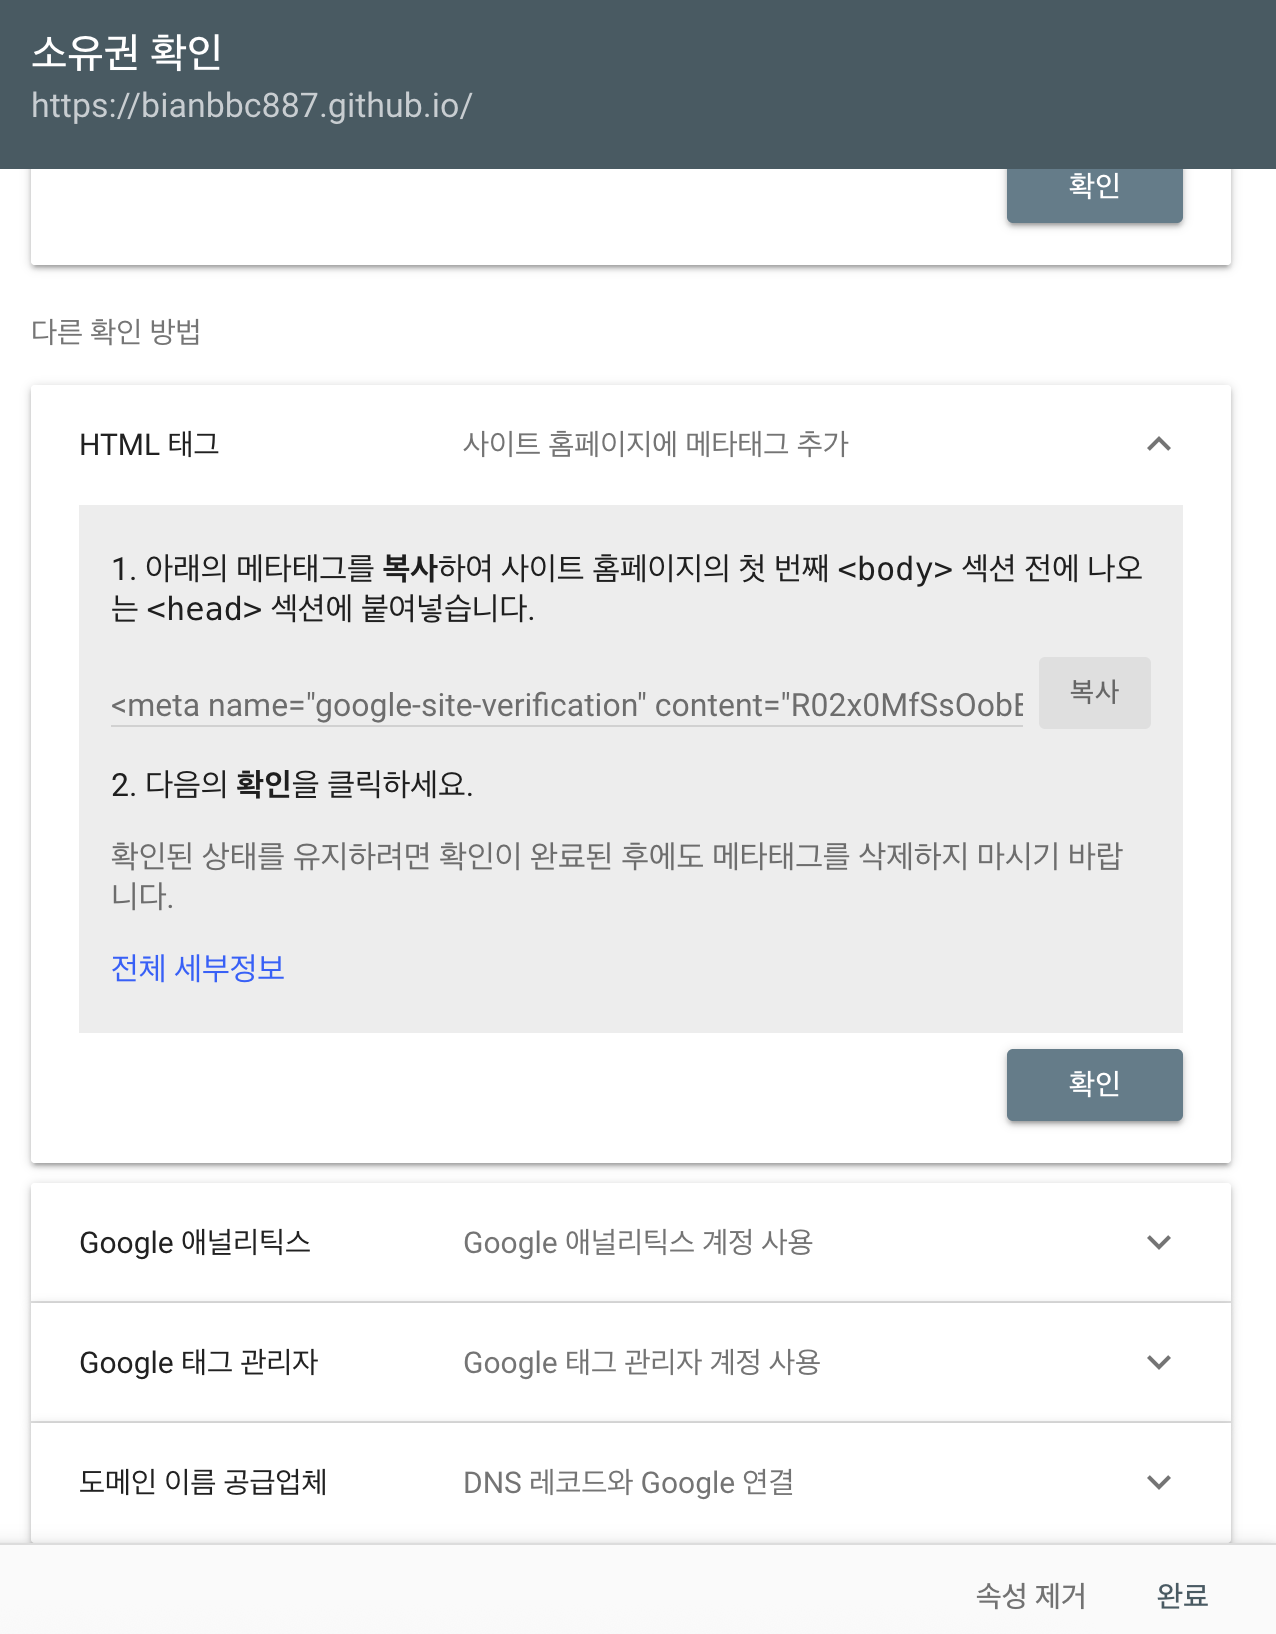 소유권 확인
https://bianbbc887.github.io/
확인
다른 확인 방법
HTML 태그 사이트 홈페이지에 메타태그 추가
1. 아래의 메타태그를 복사하여 사이트 홈페이지의 첫 번째 <body> 섹션 전에 나오
는 <head> 섹션에 붙여넣습니다.
<meta name="google-site-verification" content="R02x0MfSsOobE
복사
2. 다음의 확인을 클릭하세요.
확인된 상태를 유지하려면 확인이 완료된 후에도 메타태그를 삭제하지 마시기 바랍
니다.
전체 세부정보
확인
Google 애널리틱스 Google 애널리틱스 계정 사용
Google 태그 관리자 Google 태그 관리자 계정 사용
도메인 이름 공급업체 DNS 레코드와 Google 연결
속성 제거 완료